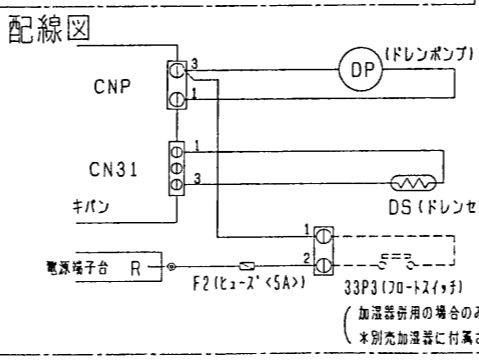 配線図
CNP
3
1
DP
(ドレンポンプ)
CN31
1
3
キバン
DS(ドレンセ
1
2
電源端子台 R
F2(ヒューズ<5A>)
33P3(フロートスイッチ)
加湿器併用の場合のみ
*別売加湿器に付属さ